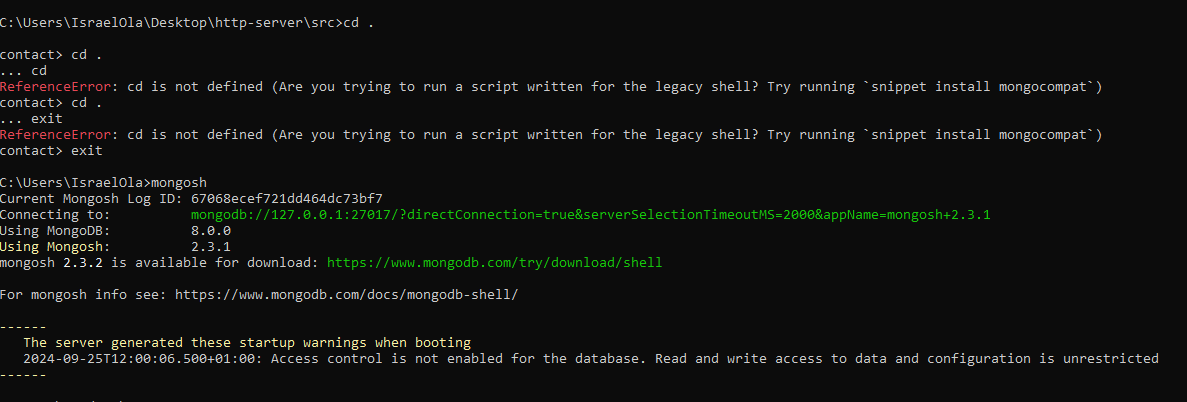 C:\Users\IsraelOla\Desktop\http-server\src>cd .
contact> cd .
... cd
ReferenceError: cd is not defined (Are you trying to run a script written for the legacy shell? Try running `snippet install mongocompat`)
contact> cd .
... exit
ReferenceError: cd is not defined (Are you trying to run a script written for the legacy shell? Try running `snippet install mongocompat`)
contact> exit
C:\Users\IsraelOla>mongosh
Current Mongosh Log ID: 67068ecef721dd464dc73bf7
Connecting to: mongodb://127.0.0.1:27017/?directConnection=true&serverSelectionTimeoutMS=2000&appName=mongosh+2.3.1
Using MongoDB: 8.0.0
Using Mongosh: 2.3.1
mongosh 2.3.2 is available for download: https://www.mongodb.com/try/download/shell
For mongosh info see: https://www.mongodb.com/docs/mongodb-shell/
------
The server generated these startup warnings when booting
2024-09-25T12:00:06.500+01:00: Access control is not enabled for the database. Read and write access to data and configuration is unrestricted
------